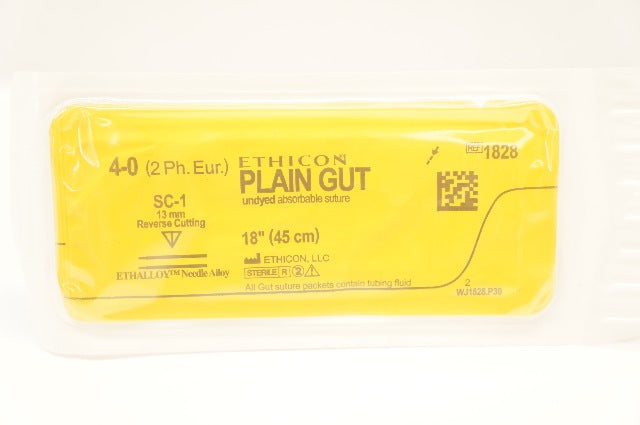 4-0 (2 Ph. Eur.)
SC-1
13 mm
Reverse Cutting
ETHALLOY™ Needle Alloy
ETHICON
PLAIN GUT
undyed absorbable suture
18" (45 cm)
ETHICON, LLC
STERILE R 2
All Gut suture packets contain tubing fluid
REF 1828
2
WJ1828.P30